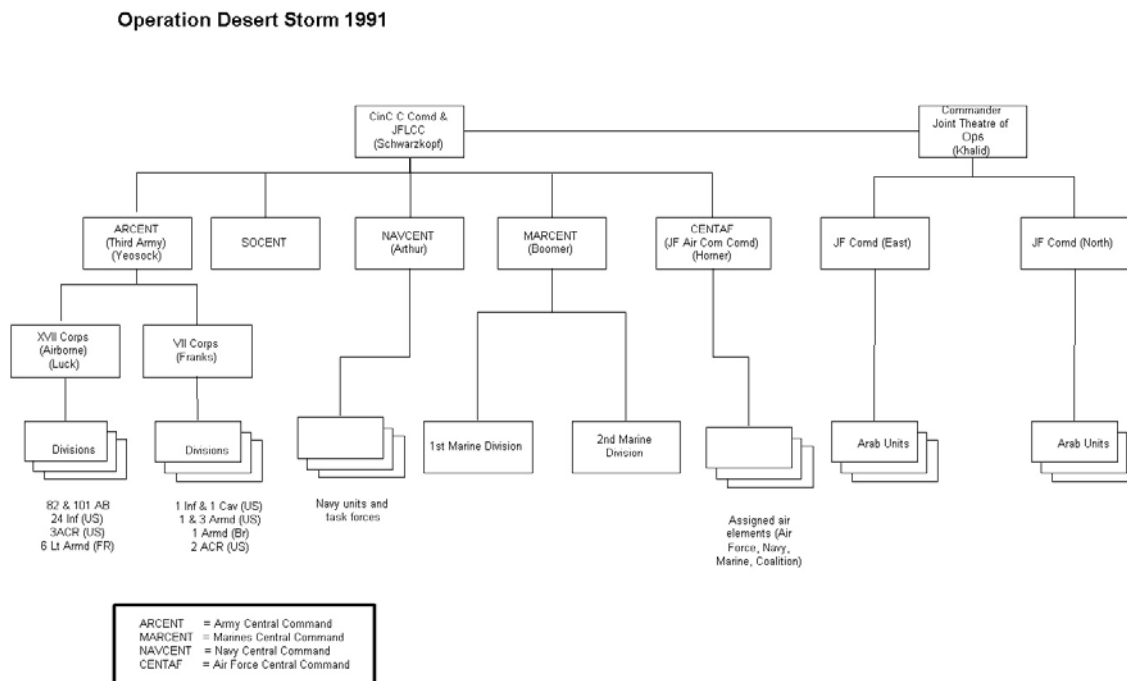 Operation Desert Storm 1991
CinC C Comd &
JFLCC
(Schwarzkopf)
Commander
Joint Theatre of
Ops
(Khalid)
ARCENT
(Third Army)
(Yeosock)
SOCENT
NAVCENT
(Arthur)
MARCENT
(Boomer)
CENTAF
(JF Air Com Comd)
(Horner)
JF Comd (East)
JF Comd (North)
XVII Corps
(Airborne)
(Luck)
VII Corps
(Franks)
Divisions
Divisions
1st Marine Division
2nd Marine
Division
Arab Units
Arab Units
82 & 101 AB
24 Inf (US)
3ACR (US)
6 Lt Armd (FR)
1 Inf & 1 Cav (US)
1 & 3 Armd (US)
1 Armd (Br)
2 ACR (US)
Navy units and
task forces
Assigned air
elements (Air
Force, Navy,
Marine, Coalition)
ARCENT = Army Central Command
MARCENT = Marines Central Command
NAVCENT = Navy Central Command
CENTAF = Air Force Central Command